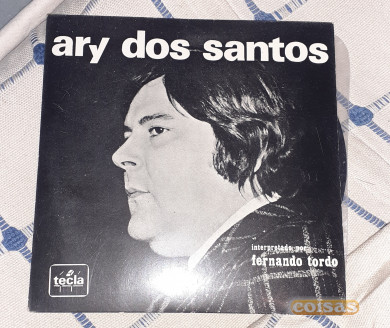 ary dos santos
interpretado por
fernando tordo
tecla
coisas